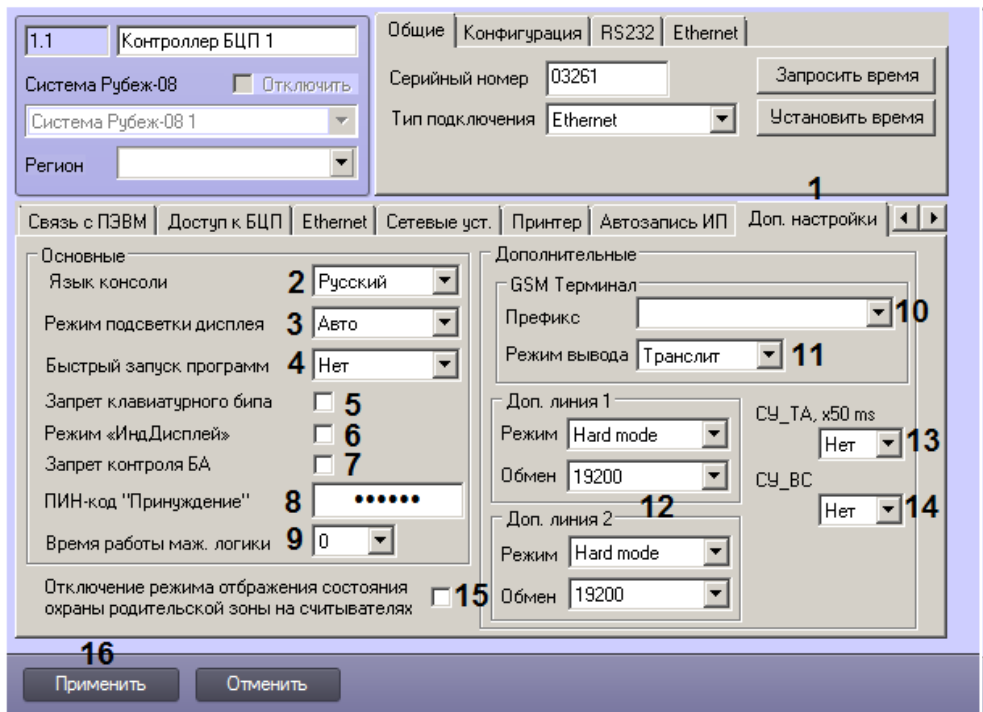 1.1 Контроллер БЦП 1
Система Рубеж-08 Отключить
Система Рубеж-08 1
Регион
Общие Конфигурация RS232 Ethernet
Серийный номер 03261 Запросить время
Тип подключения Ethernet Установить время
1
Связь с ПЭВМ Доступ к БЦП Ethernet Сетевые уст. Принтер Автозапись ИП Доп. настройки
Основные
Язык консоли 2 Русский
Режим подсветки дисплея 3 Авто
Быстрый запуск программ 4 Нет
Запрет клавиатурного бипа 5
Режим «ИндДисплей» 6
Запрет контроля БА 7
ПИН-код "Принуждение" 8 ••••••
Время работы маж. логики 9 0
Отключение режима отбражения состояния
охраны родительской зоны на считывателях 15
Дополнительные
GSM Терминал
Префикс 10
Режим вывода Транслит 11
Доп. линия 1
Режим Hard mode
Обмен 19200
12
Доп. линия 2
Режим Hard mode
Обмен 19200
СУ_ТА, x50 ms
Нет 13
СУ_ВС
Нет 14
16
Применить Отменить